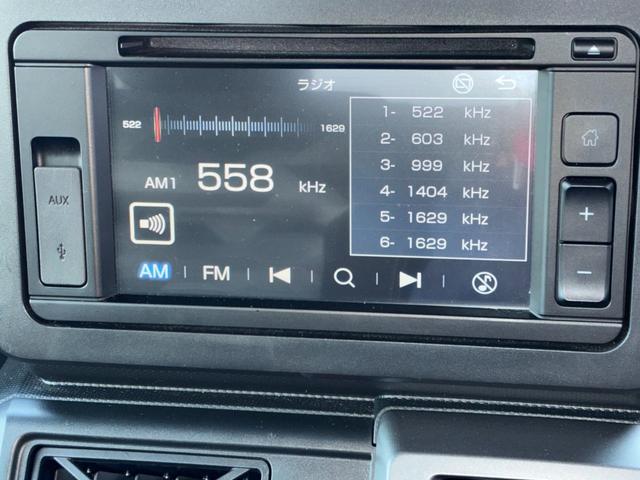 ラジオ
522 1629
AM1 558 kHz
1- 522 kHz
2- 603 kHz
3- 999 kHz
4- 1404 kHz
5- 1629 kHz
6- 1629 kHz
AM FM
AUX
+
−